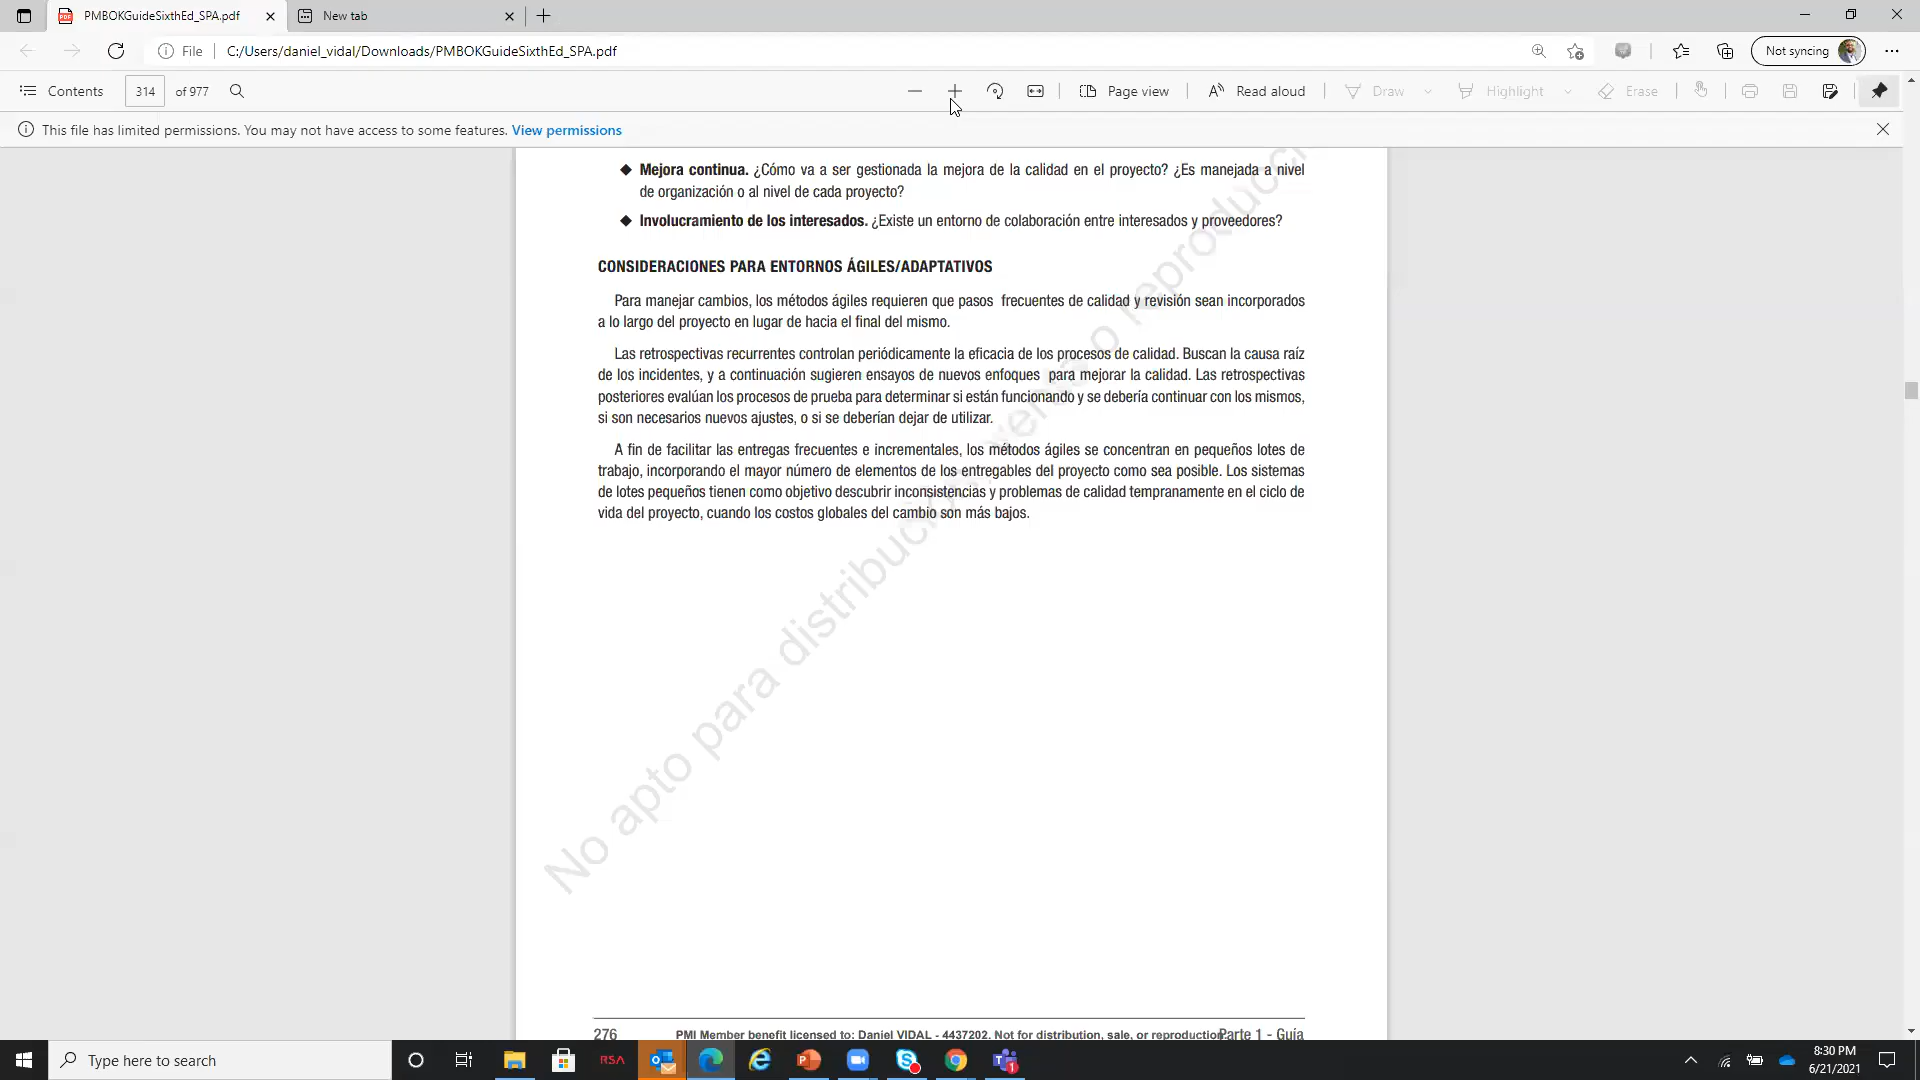 PMBOKGuideSixthEd_SPA.pdf
New tab
File
C:/Users/daniel_vidal/Downloads/PMBOKGuideSixthEd_SPA.pdf
Not syncing
Contents
314
of 977
Page view
Read aloud
Draw
Highlight
Erase
This file has limited permissions. You may not have access to some features. View permissions
◆ Mejora continua. ¿Cómo va a ser gestionada la mejora de la calidad en el proyecto? ¿Es manejada a nivel
de organización o al nivel de cada proyecto?
◆ Involucramiento de los interesados. ¿Existe un entorno de colaboración entre interesados y proveedores?
CONSIDERACIONES PARA ENTORNOS ÁGILES/ADAPTATIVOS
Para manejar cambios, los métodos ágiles requieren que pasos frecuentes de calidad y revisión sean incorporados
a lo largo del proyecto en lugar de hacia el final del mismo.
Las retrospectivas recurrentes controlan periódicamente la eficacia de los procesos de calidad. Buscan la causa raíz
de los incidentes, y a continuación sugieren ensayos de nuevos enfoques para mejorar la calidad. Las retrospectivas
posteriores evalúan los procesos de prueba para determinar si están funcionando y se debería continuar con los mismos,
si son necesarios nuevos ajustes, o si se deberían dejar de utilizar.
A fin de facilitar las entregas frecuentes e incrementales, los métodos ágiles se concentran en pequeños lotes de
trabajo, incorporando el mayor número de elementos de los entregables del proyecto como sea posible. Los sistemas
de lotes pequeños tienen como objetivo descubrir inconsistencias y problemas de calidad tempranamente en el ciclo de
vida del proyecto, cuando los costos globales del cambio son más bajos.
No apto para distribución, venta o reproducci
276
PMI Member benefit licensed to: Daniel VIDAL - 4437202. Not for distribution, sale, or reproduction.
Parte 1 - Guía
Type here to search
RSA
8:30 PM
6/21/2021